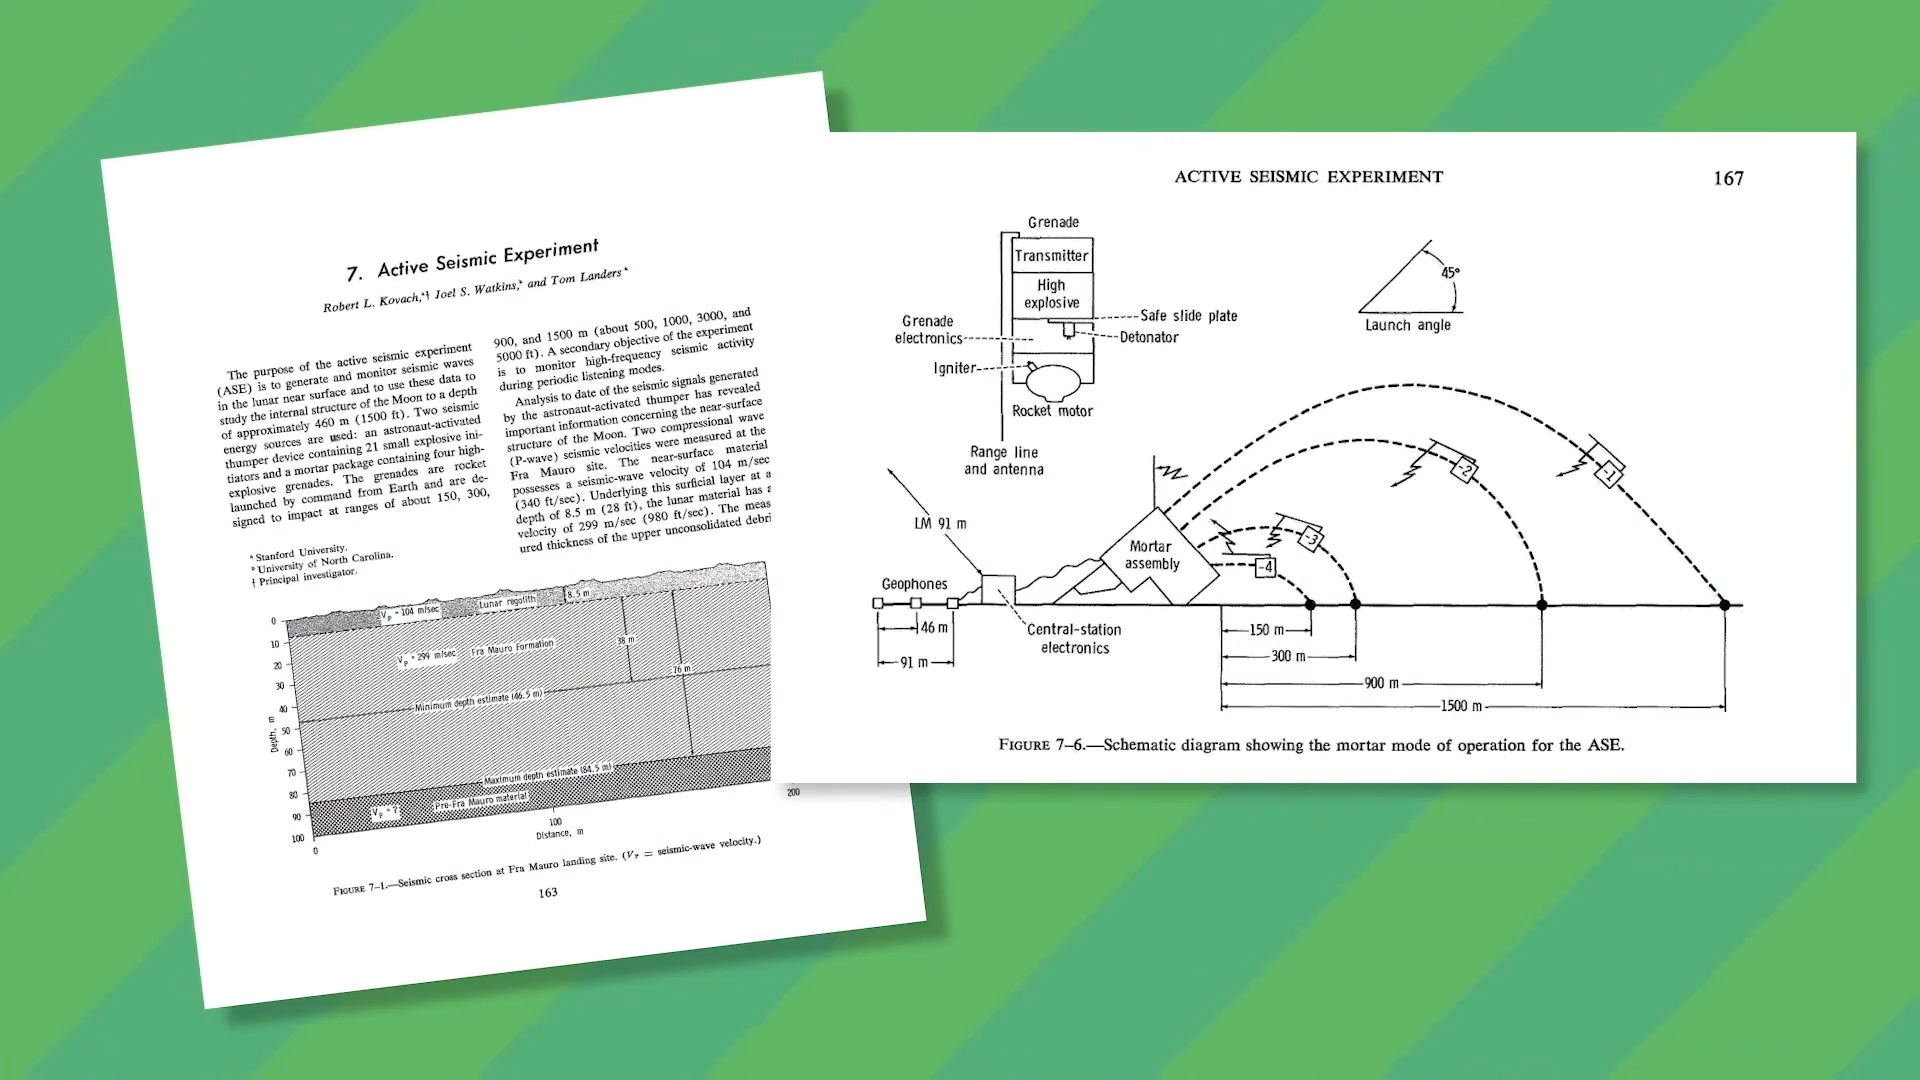 7. Active Seismic Experiment
Robert L. Kovach,ª† Joel S. Watkins,ᵇ and Tom Landersª
The purpose of the active seismic experiment
(ASE) is to generate and monitor seismic waves
in the lunar near surface and to use these data to
study the internal structure of the Moon to a depth
of approximately 460 m (1500 ft). Two seismic
energy sources are used: an astronaut-activated
thumper device containing 21 small explosive ini-
tiators and a mortar package containing four high-
explosive grenades. The grenades are rocket
launched by command from Earth and are de-
signed to impact at ranges of about 150, 300,
ª Stanford University.
ᵇ University of North Carolina.
† Principal investigator.
900, and 1500 m (about 500, 1000, 3000, and
5000 ft). A secondary objective of the experiment
is to monitor high-frequency seismic activity
during periodic listening modes.
Analysis to date of the seismic signals generated
by the astronaut-activated thumper has revealed
important information concerning the near-surface
structure of the Moon. Two compressional wave
(P-wave) seismic velocities were measured at the
Fra Mauro site. The near-surface material
possesses a seismic-wave velocity of 104 m/sec
(340 ft/sec). Underlying this surficial layer at a
depth of 8.5 m (28 ft), the lunar material has a
velocity of 299 m/sec (980 ft/sec). The meas
ured thickness of the upper unconsolidated debri
Vp = 104 m/sec
Lunar regolith
8.5 m
Vp = 299 m/sec
Fra Mauro Formation
38 m
76 m
Minimum depth estimate (46.5 m)
Maximum depth estimate (84.5 m)
Vp = ?
Pre-Fra Mauro material
0
10
20
30
40
50
60
70
80
90
100
Depth, m
0
100
200
Distance, m
FIGURE 7–1.—Seismic cross section at Fra Mauro landing site. (VP = seismic-wave velocity.)
163
ACTIVE SEISMIC EXPERIMENT
167
Grenade
Transmitter
High
explosive
Safe slide plate
Grenade
electronics
Detonator
Igniter
Rocket motor
Range line
and antenna
45°
Launch angle
LM 91 m
Geophones
46 m
91 m
Central-station
electronics
Mortar
assembly
-1
-2
-3
-4
150 m
300 m
900 m
1500 m
FIGURE 7–6.—Schematic diagram showing the mortar mode of operation for the ASE.